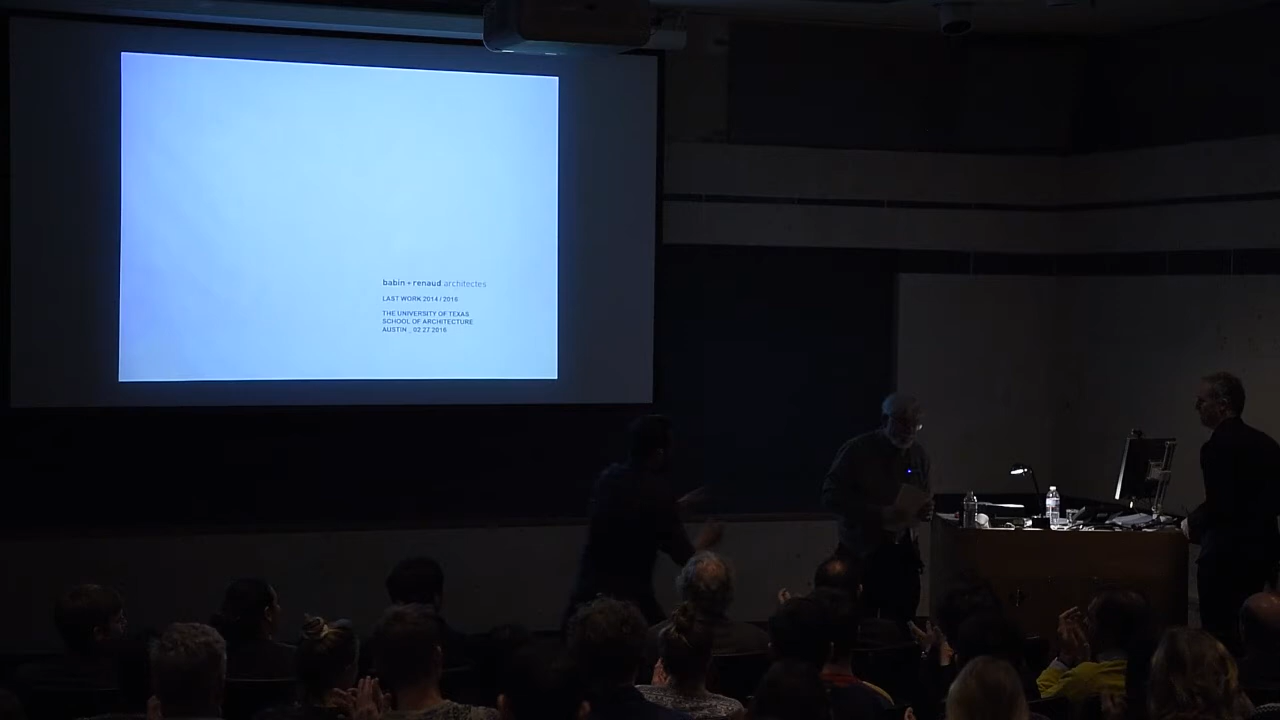 babin + renaud architectes
LAST WORK 2014 / 2016
THE UNIVERSITY OF TEXAS
SCHOOL OF ARCHITECTURE
AUSTIN _ 02 27 2016